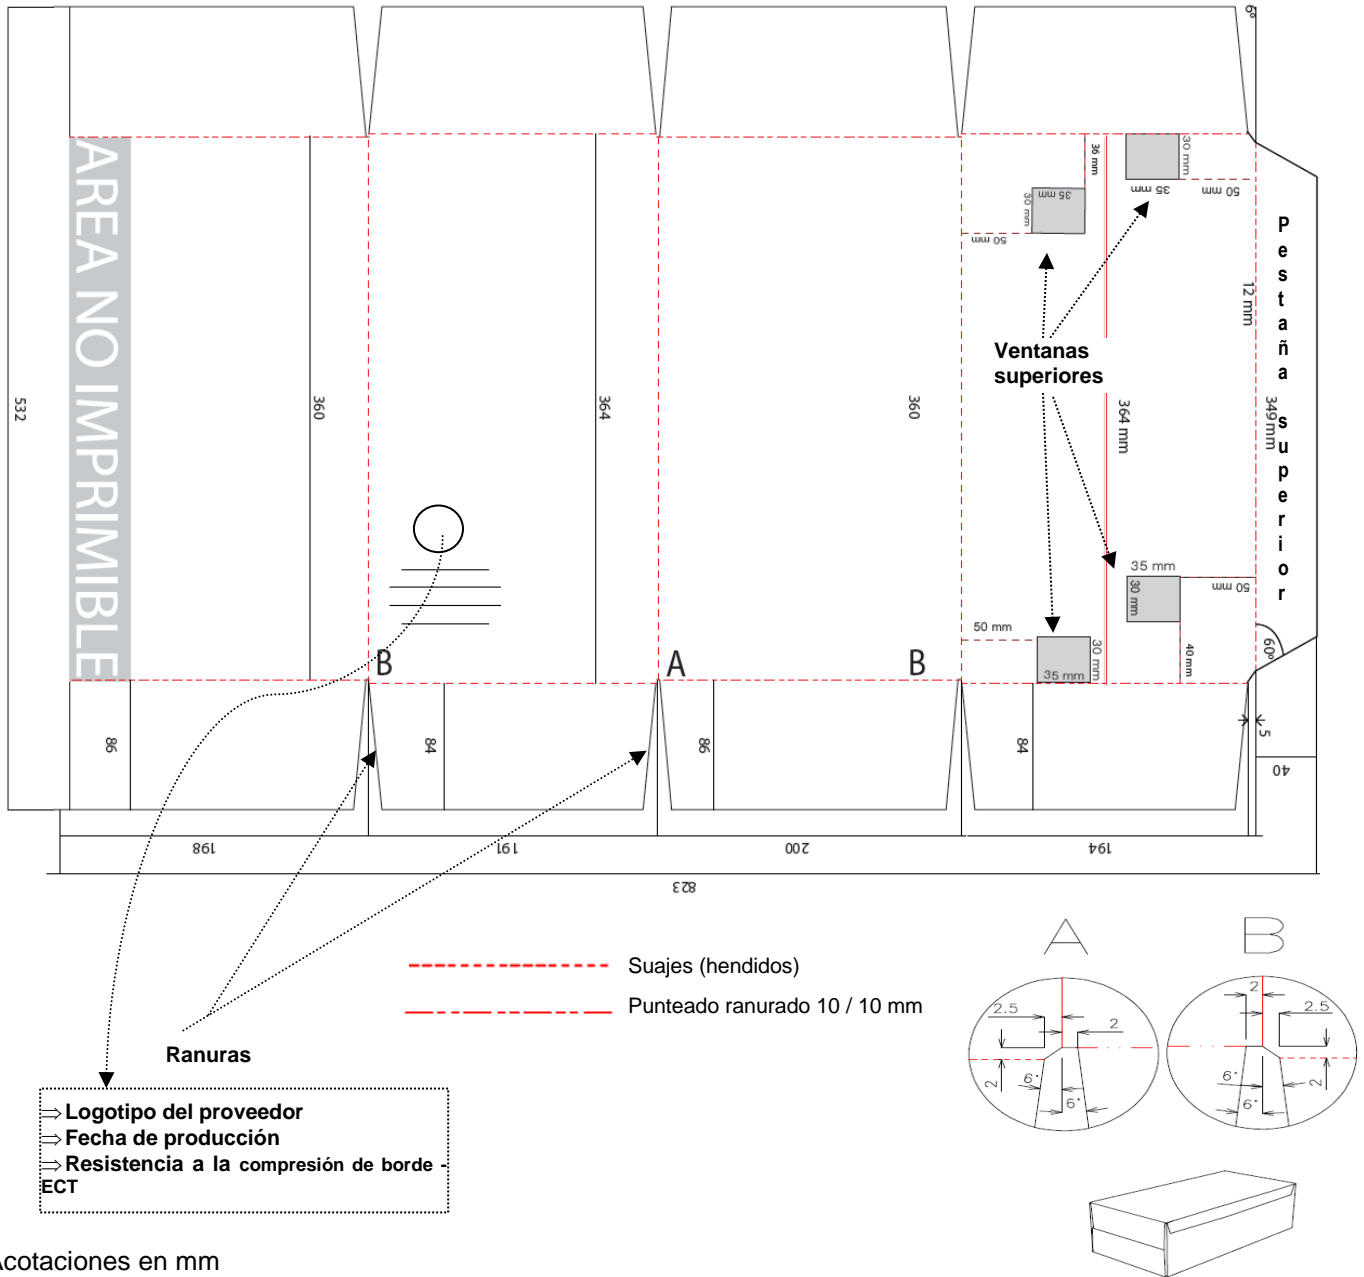 6º
36 mm
30 mm
35 mm
50 mm
35 mm
30 mm
50 mm
AREA NO IMPRIMIBLE
Pestaña superior
12 mm
Ventanas
superiores
532
360
364
360
364 mm
349mm
35 mm
30 mm
50 mm
50 mm
30 mm
35 mm
40 mm
60º
B
A
B
86
84
86
84
5
40
198
191
200
194
823
Suajes (hendidos)
Punteado ranurado 10 / 10 mm
Ranuras
A
B
2.5
2
2
6°
6°
2
2.5
2
6°
6°
⇒Logotipo del proveedor
⇒Fecha de producción
⇒Resistencia a la compresión de borde -
ECT
Acotaciones en mm